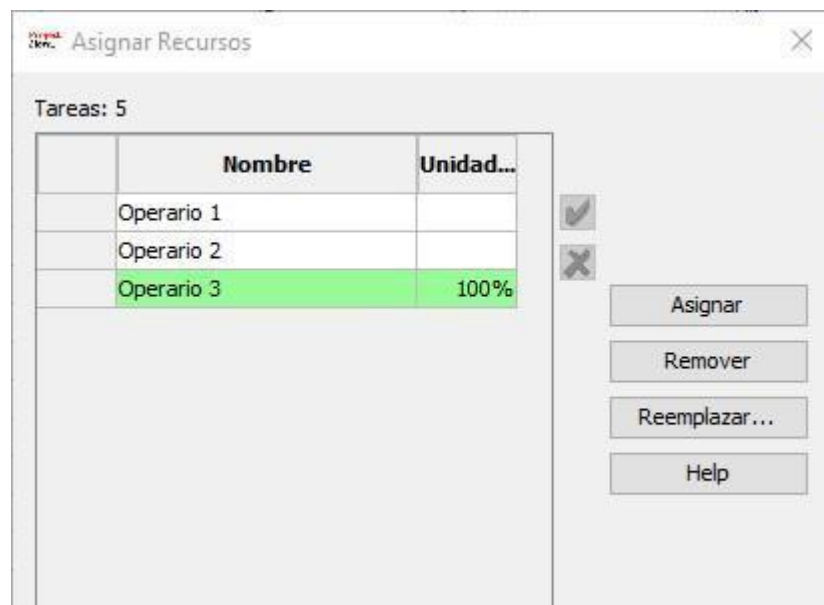 Asignar Recursos
Tareas: 5
Nombre Unidad...
Operario 1
Operario 2
Operario 3 100%
Asignar
Remover
Reemplazar...
Help